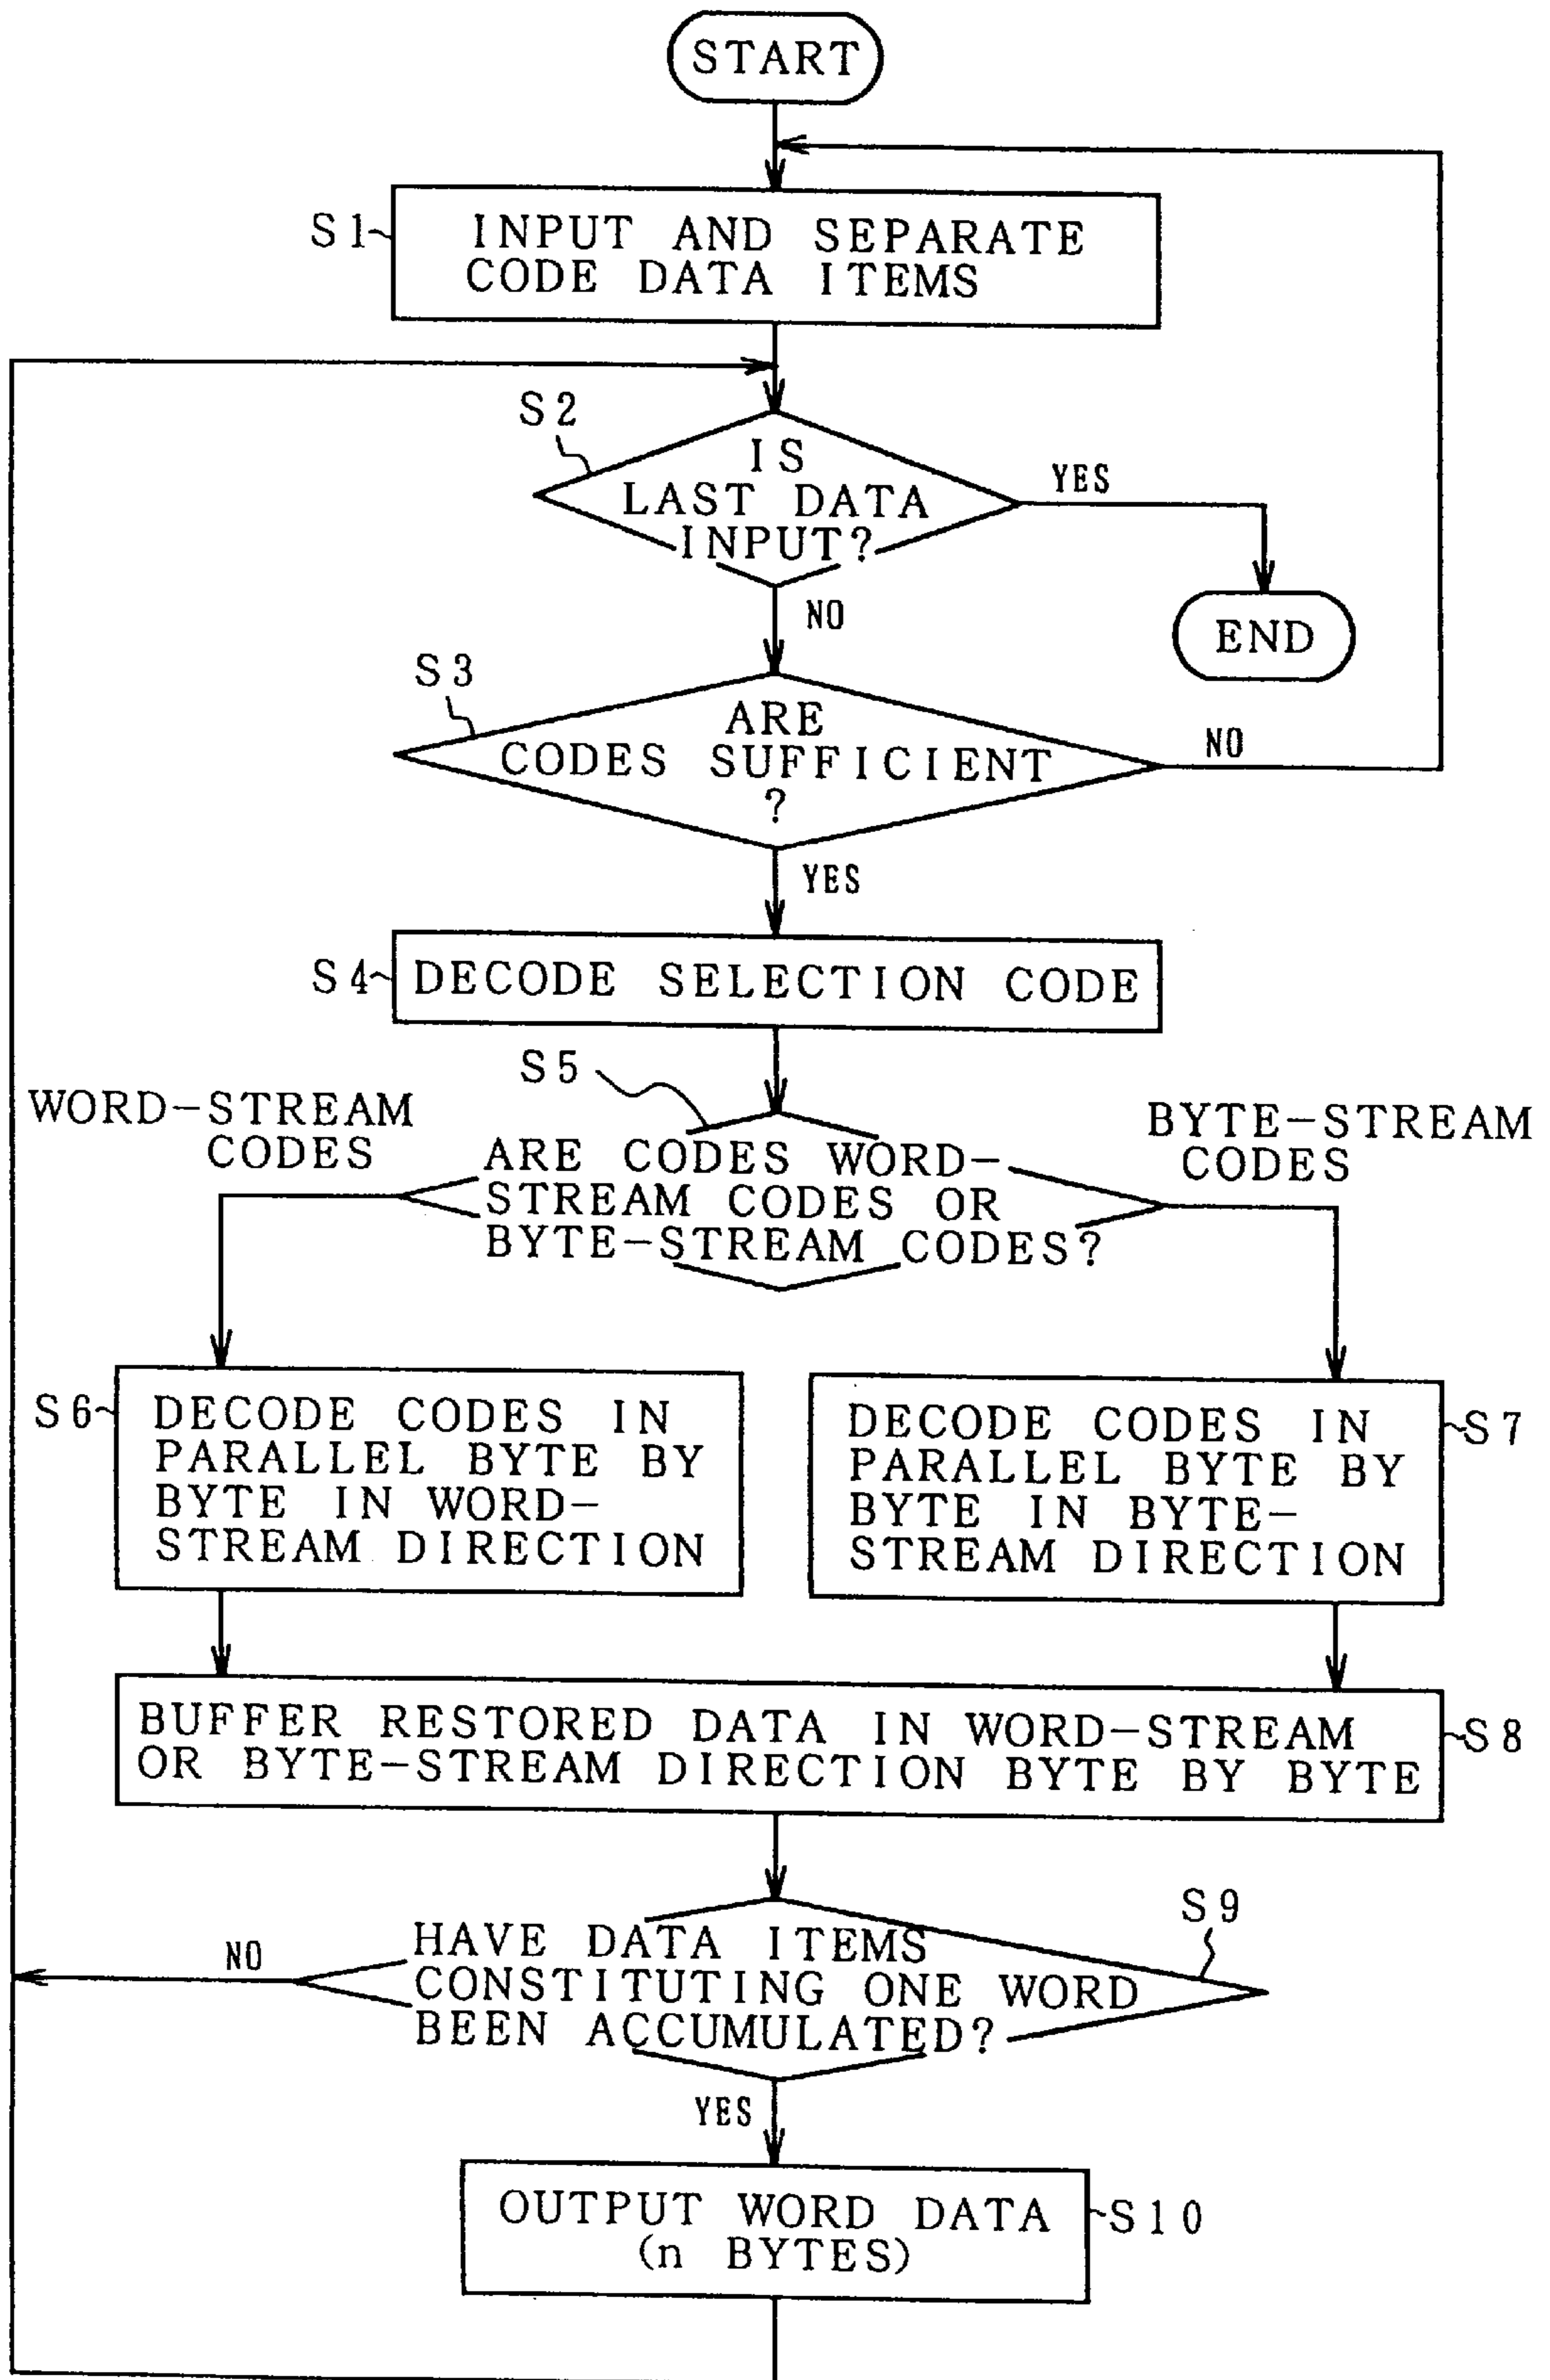 START
S1
INPUT AND SEPARATE
CODE DATA ITEMS
S2
IS
LAST DATA
INPUT?
YES
NO
END
S3
ARE
CODES SUFFICIENT
?
NO
YES
S4
DECODE SELECTION CODE
S5
WORD-STREAM
CODES
ARE CODES WORD-
STREAM CODES OR
BYTE-STREAM CODES?
BYTE-STREAM
CODES
S6
DECODE CODES IN
PARALLEL BYTE BY
BYTE IN WORD-
STREAM DIRECTION
DECODE CODES IN
PARALLEL BYTE BY
BYTE IN BYTE-
STREAM DIRECTION
S7
BUFFER RESTORED DATA IN WORD-STREAM
OR BYTE-STREAM DIRECTION BYTE BY BYTE
S8
S9
NO
HAVE DATA ITEMS
CONSTITUTING ONE WORD
BEEN ACCUMULATED?
YES
OUTPUT WORD DATA
(n BYTES)
S10